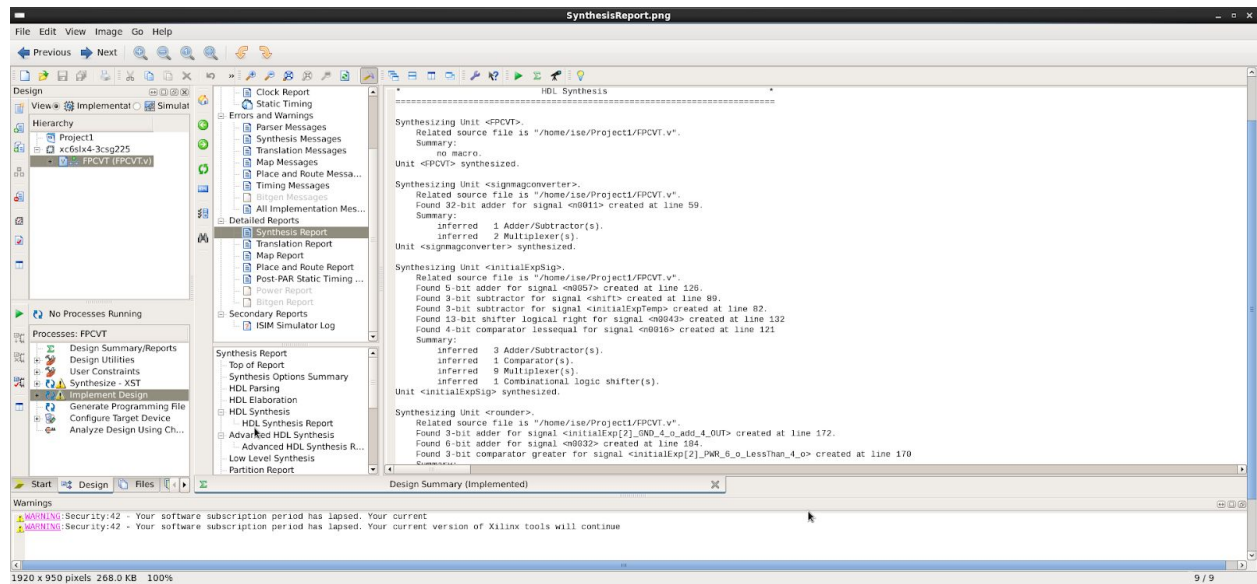 SynthesisReport.png
File Edit View Image Go Help
Previous Next
Design
View: Implementat Simulat
Hierarchy
Project1
xc6slx4-3csg225
FPCVT (FPCVT.v)
No Processes Running
Processes: FPCVT
Design Summary/Reports
Design Utilities
User Constraints
Synthesize - XST
Implement Design
Generate Programming File
Configure Target Device
Analyze Design Using Ch...
Start Design Files
Clock Report
Static Timing
Errors and Warnings
Parser Messages
Synthesis Messages
Translation Messages
Map Messages
Place and Route Messa...
Timing Messages
Bitgen Messages
All Implementation Mes...
Detailed Reports
Synthesis Report
Translation Report
Map Report
Place and Route Report
Post-PAR Static Timing ...
Power Report
Bitgen Report
Secondary Reports
ISIM Simulator Log
Synthesis Report
Top of Report
Synthesis Options Summary
HDL Parsing
HDL Elaboration
HDL Synthesis
HDL Synthesis Report
Advanced HDL Synthesis
Advanced HDL Synthesis R...
Low Level Synthesis
Partition Report
* HDL Synthesis *
=========================================================================
Synthesizing Unit <FPCVT>.
Related source file is "/home/ise/Project1/FPCVT.v".
Summary:
no macro.
Unit <FPCVT> synthesized.
Synthesizing Unit <signmagconverter>.
Related source file is "/home/ise/Project1/FPCVT.v".
Found 32-bit adder for signal <n0011> created at line 59.
Summary:
inferred 1 Adder/Subtractor(s).
inferred 2 Multiplexer(s).
Unit <signmagconverter> synthesized.
Synthesizing Unit <initialExpSig>.
Related source file is "/home/ise/Project1/FPCVT.v".
Found 5-bit adder for signal <n0057> created at line 126.
Found 3-bit subtractor for signal <shift> created at line 89.
Found 3-bit subtractor for signal <initialExpTemp> created at line 82.
Found 13-bit shifter logical right for signal <n0043> created at line 132
Found 4-bit comparator lessequal for signal <n0016> created at line 121
Summary:
inferred 3 Adder/Subtractor(s).
inferred 1 Comparator(s).
inferred 9 Multiplexer(s).
inferred 1 Combinational logic shifter(s).
Unit <initialExpSig> synthesized.
Synthesizing Unit <rounder>.
Related source file is "/home/ise/Project1/FPCVT.v".
Found 3-bit adder for signal <initialExp[2]_GND_4_o_add_4_OUT> created at line 172.
Found 6-bit adder for signal <n0032> created at line 184.
Found 3-bit comparator greater for signal <initialExp[2]_PWR_6_o_LessThan_4_o> created at line 170
Summary:
Design Summary (Implemented)
Warnings
WARNING:Security:42 - Your software subscription period has lapsed. Your current
WARNING:Security:42 - Your software subscription period has lapsed. Your current version of Xilinx tools will continue
1920 x 950 pixels 268.0 KB 100%
9 / 9